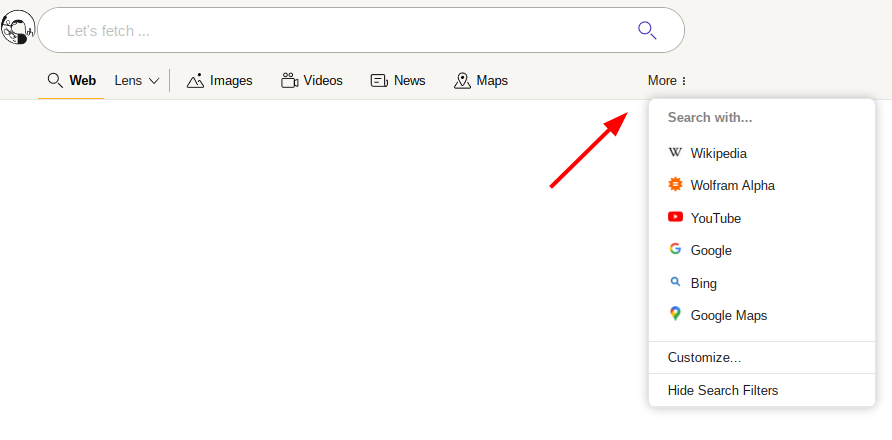 Let's fetch ...
Web Lens Images Videos News Maps More
Search with...
Wikipedia
Wolfram Alpha
YouTube
Google
Bing
Google Maps
Customize...
Hide Search Filters